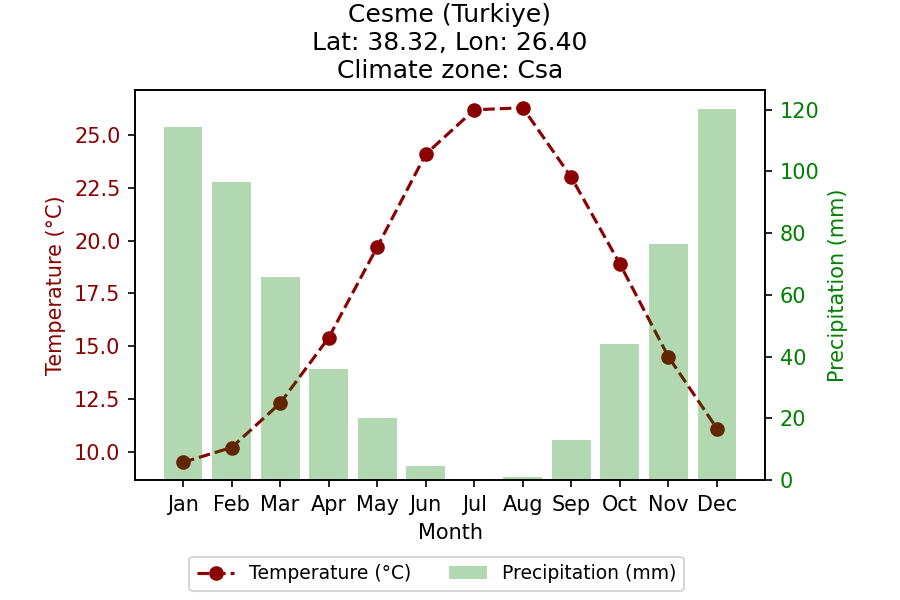 Cesme (Turkiye)
Lat: 38.32, Lon: 26.40
Climate zone: Csa
Temperature (°C)
25.0
22.5
20.0
17.5
15.0
12.5
10.0
120
100
80
60
40
20
0
Precipitation (mm)
Jan Feb Mar Apr May Jun Jul Aug Sep Oct Nov Dec
Month
Temperature (°C) Precipitation (mm)